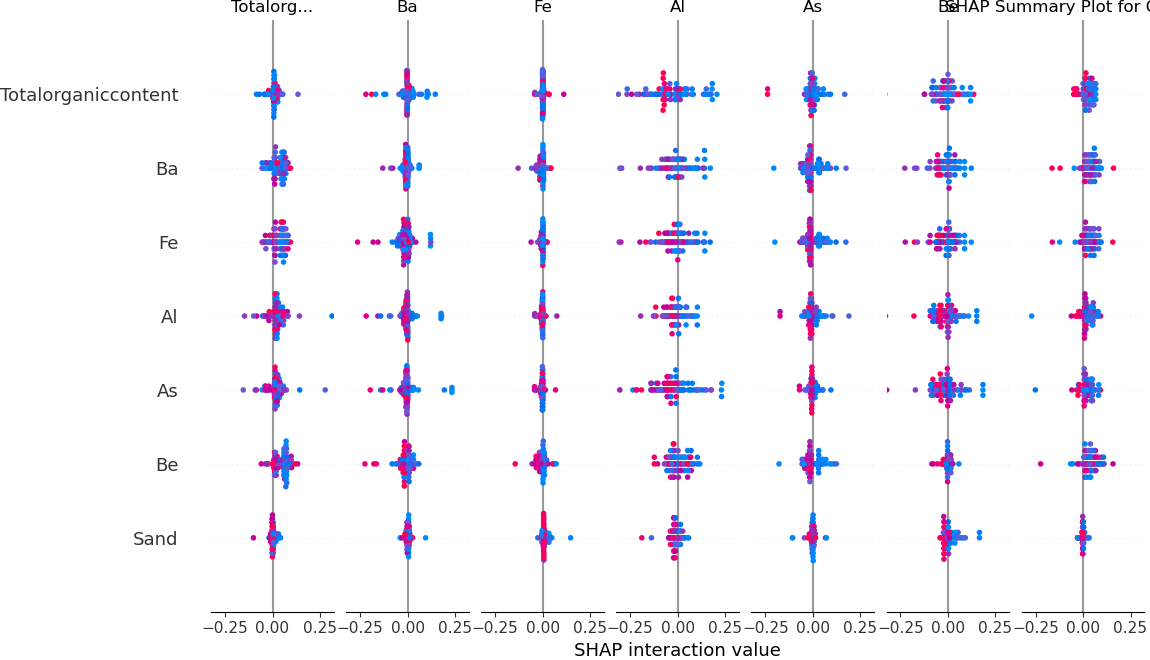 Totalorg... Ba Fe Al As Be SHAP Summary Plot for
Totalorganiccontent
Ba
Fe
Al
As
Be
Sand
−0.25 0.00 0.25 −0.25 0.00 0.25 −0.25 0.00 0.25 −0.25 0.00 0.25 −0.25 0.00 0.25 −0.25 0.00 0.25 −0.25 0.00 0.25
SHAP interaction value